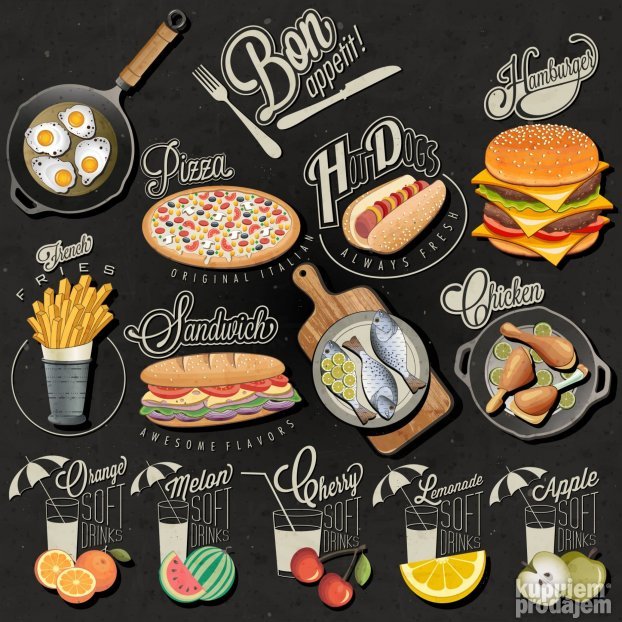 Bon
appetit!
Hamburger
Pizza
ORIGINAL ITALIAN
HOT DOGS
ALWAYS FRESH
French
FRIES
Sandwich
AWESOME FLAVORS
Chicken
Orange
SOFT
DRINKS
Melon
SOFT
DRINKS
Cherry
SOFT
DRINKS
Lemonade
SOFT
DRINKS
Apple
SOFT
DRINKS
kupujem
prodajem